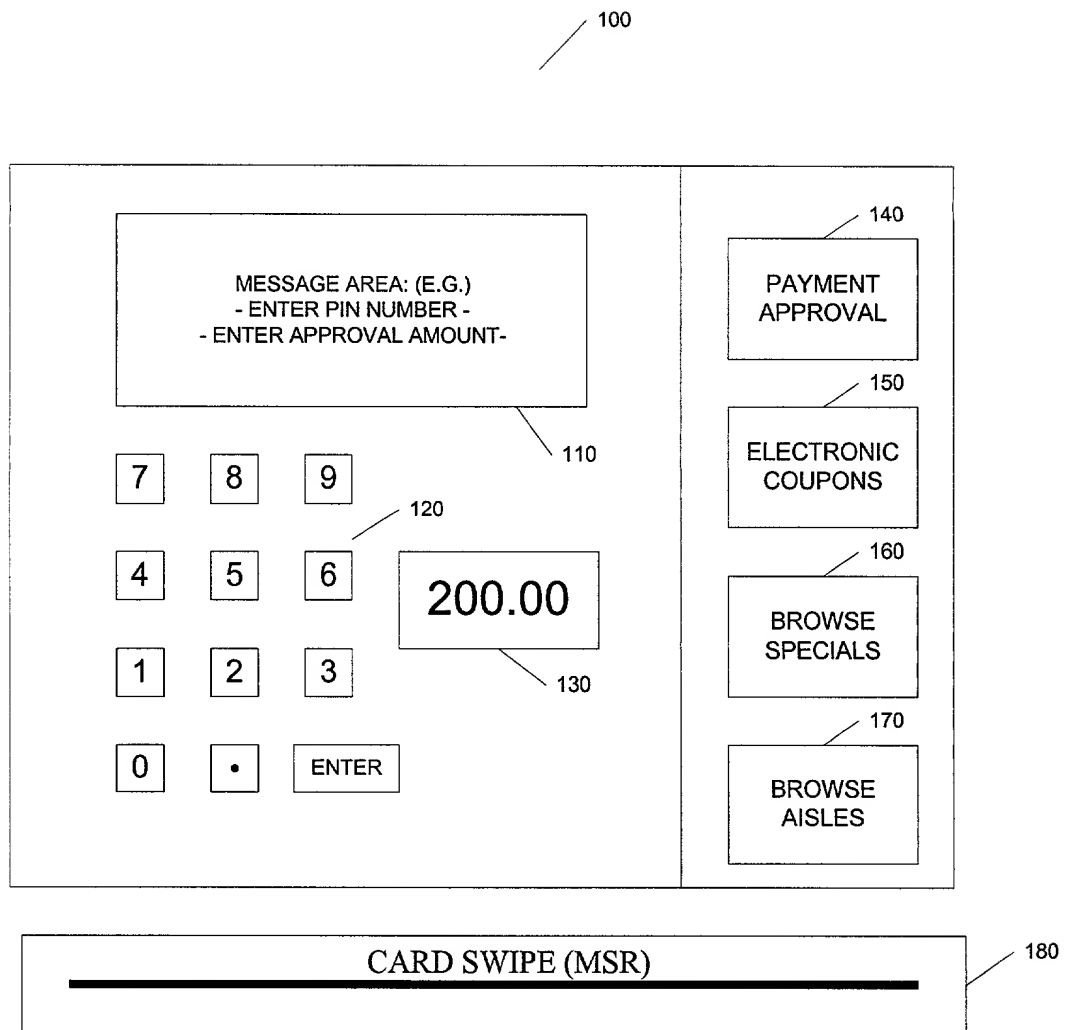 100
MESSAGE AREA: (E.G.)
- ENTER PIN NUMBER -
- ENTER APPROVAL AMOUNT-
110
7 8 9
120
4 5 6
200.00
130
1 2 3
0 • ENTER
140
PAYMENT
APPROVAL
150
ELECTRONIC
COUPONS
160
BROWSE
SPECIALS
170
BROWSE
AISLES
CARD SWIPE (MSR)
180